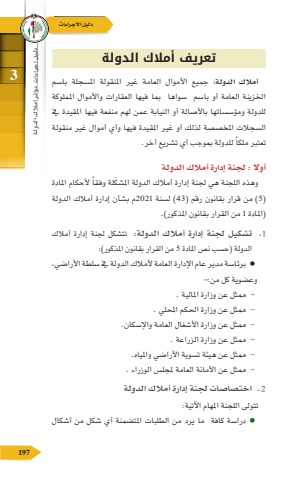 دليل الاجراءات
3
دليل إجراءات دوائر أملاك الدولة
تعريف أملاك الدولة
أملاك الدولة: جميع الأموال العامة غير المنقولة المسجلة باسم
الخزينة العامة أو باسم سواها بما فيها العقارات والأموال المملوكة
للدولة ومؤسساتها بالأصالة أو النيابة عمن لهم منفعة فيها المقيدة في
السجلات المخصصة لذلك أو غير المقيدة فيها وأي أموال غير منقولة
تعتبر ملكاً للدولة بموجب أي تشريع آخر.
أولا : لجنة إدارة أملاك الدولة
وهذه اللجنة هي لجنة إدارة أملاك الدولة المشكّلة وفقاً لأحكام المادة
(5) من قرار بقانون رقم (43) لسنة 2021م بشأن إدارة أملاك الدولة
(المادة 1 من القرار بقانون المذكور).
1. تشكيل لجنة إدارة أملاك الدولة: تتشكل لجنة إدارة أملاك
الدولة (حسب نص المادة 5 من القرار بقانون المذكور):
● برئاسة مدير عام الإدارة العامة لأملاك الدولة في سلطة الأراضي.
وعضوية كل من:-
– ممثل عن وزارة المالية .
– ممثل عن وزارة الحكم المحلي .
– ممثل عن وزارة الأشغال العامة والإسكان.
– ممثل عن وزارة الزراعة .
– ممثل عن هيئة تسوية الأراضي والمياه.
– ممثل عن الأمانة العامة لمجلس الوزراء .
2. اختصاصات لجنة إدارة أملاك الدولة
تتولى اللجنة المهام الآتية:
● دراسة كافة ما يرد من الطلبات المتضمنة أي شكل من أشكال
197